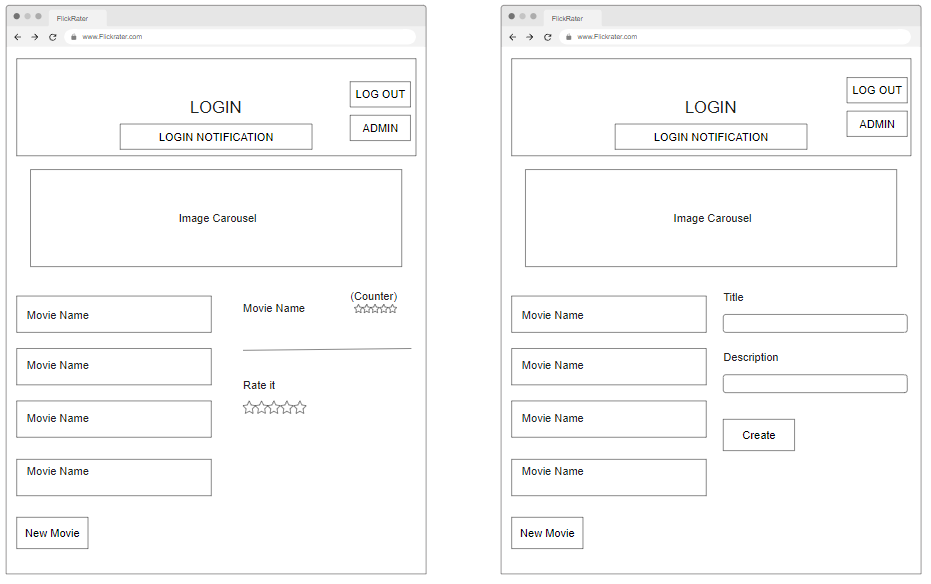 FlickRater
www.Flickrater.com
LOGIN
LOGIN NOTIFICATION
LOG OUT
ADMIN
Image Carousel
Movie Name
Movie Name
Movie Name
Movie Name
New Movie
Movie Name
(Counter)
Rate it
FlickRater
www.Flickrater.com
LOGIN
LOGIN NOTIFICATION
LOG OUT
ADMIN
Image Carousel
Movie Name
Movie Name
Movie Name
Movie Name
New Movie
Title
Description
Create